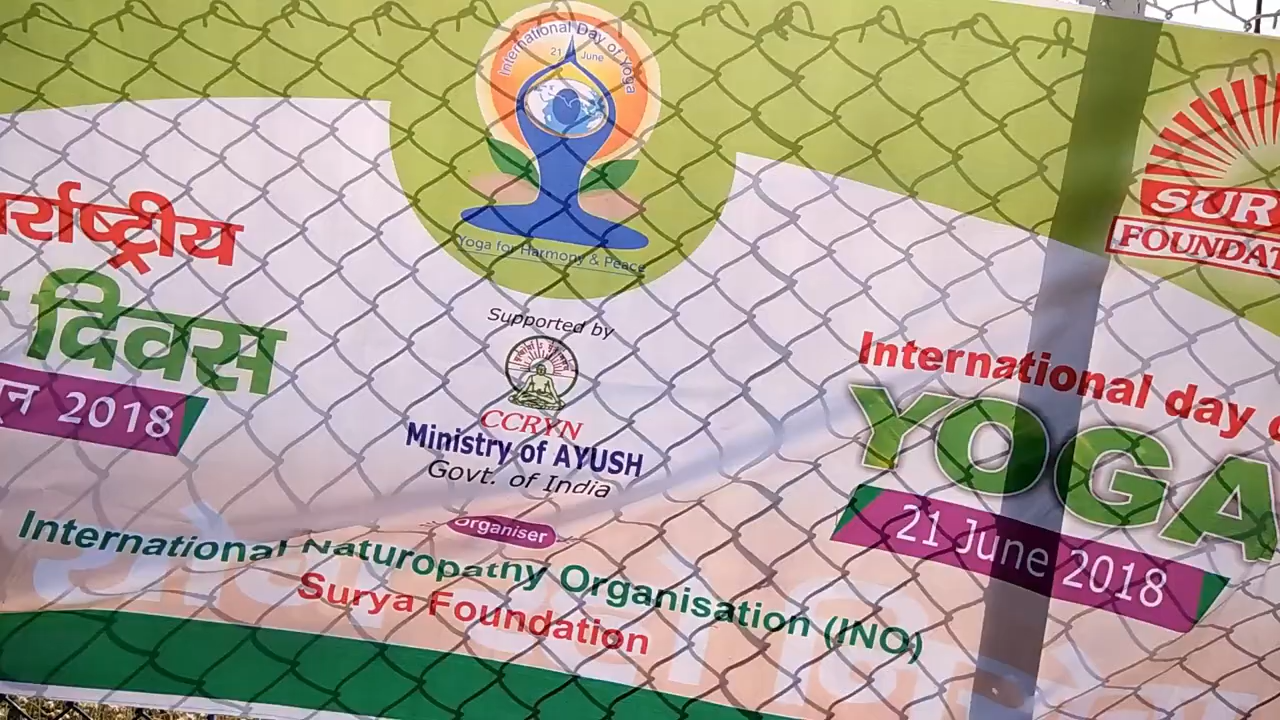 International Day of Yoga
21 June
Yoga for Harmony & Peace
दिवस
2018
Supported by
CCRYN
Ministry of AYUSH
Govt. of India
Organiser
International Naturopathy Organisation (INO)
Surya Foundation
International day
YOGA
21 June 2018